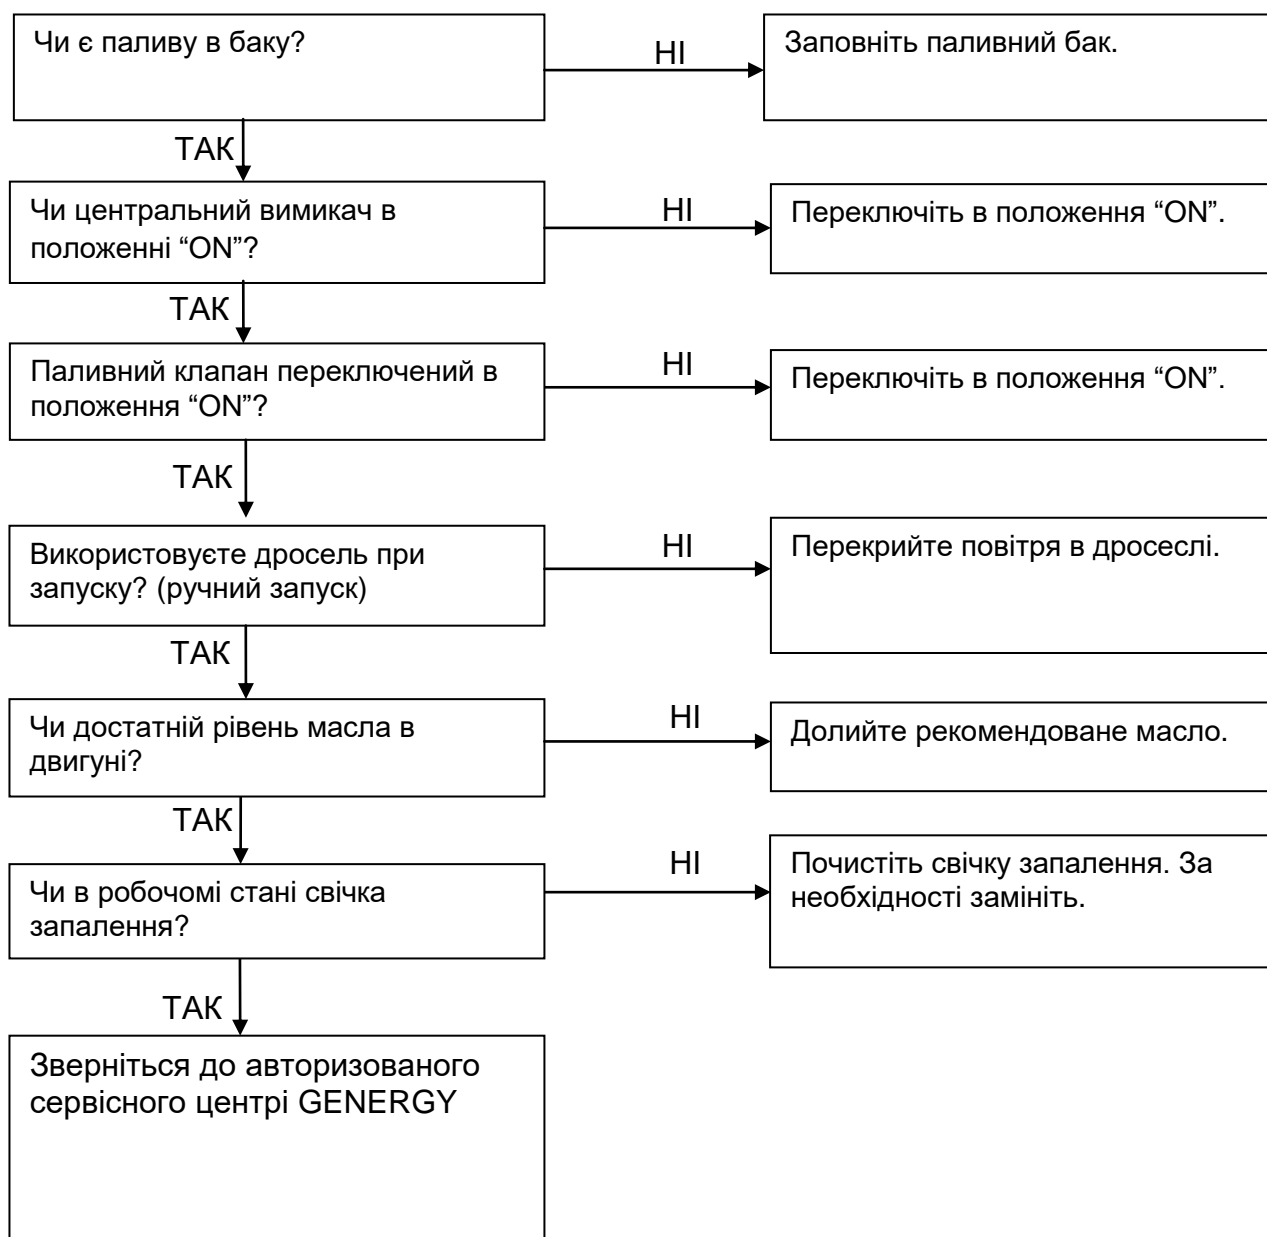 Чи є паливу в баку?
НІ
Заповніть паливний бак.
ТАК
Чи центральний вимикач в
положенні “ON”?
НІ
Переключіть в положення “ON”.
ТАК
Паливний клапан переключений в
положення “ON”?
НІ
Переключіть в положення “ON”.
ТАК
Використовуєте дросель при
запуску? (ручний запуск)
НІ
Перекрийте повітря в дросеслі.
ТАК
Чи достатній рівень масла в
двигуні?
НІ
Долийте рекомендоване масло.
ТАК
Чи в робочомі стані свічка
запалення?
НІ
Почистіть свічку запалення. За
необхідності замініть.
ТАК
Зверніться до авторизованого
сервісного центрі GENERGY